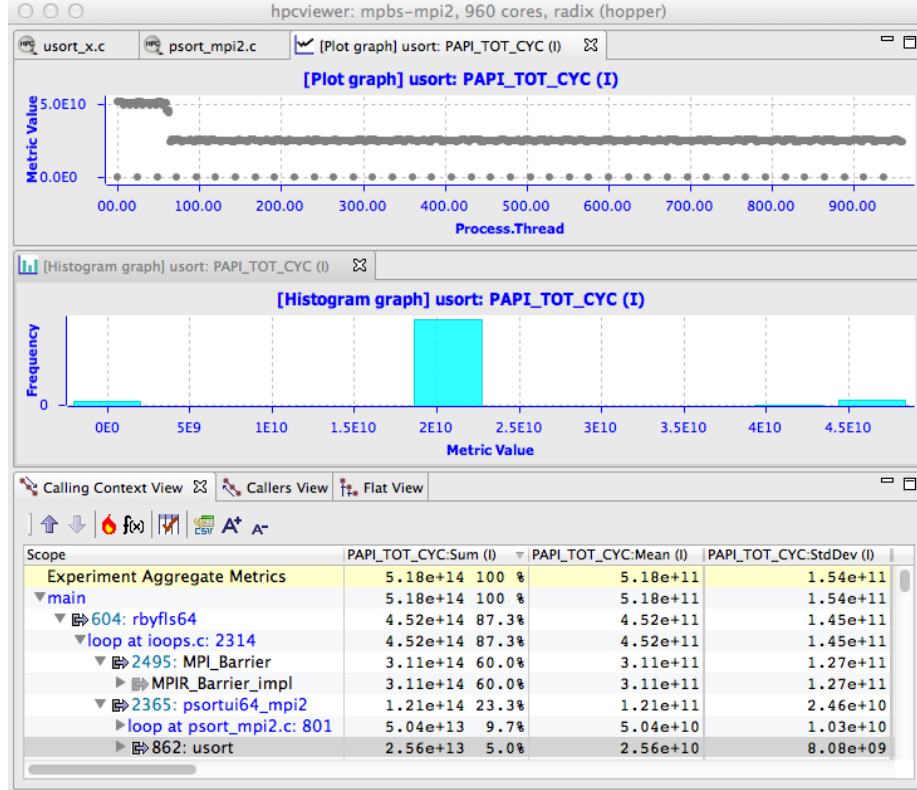 hpcviewer: mpbs-mpi2, 960 cores, radix (hopper)
usort_x.c psort_mpi2.c [Plot graph] usort: PAPI_TOT_CYC (I)
[Plot graph] usort: PAPI_TOT_CYC (I)
Metric Value
5.0E10
0.0E0
00.00 100.00 200.00 300.00 400.00 500.00 600.00 700.00 800.00 900.00
Process.Thread
[Histogram graph] usort: PAPI_TOT_CYC (I)
[Histogram graph] usort: PAPI_TOT_CYC (I)
Frequency
0
0E0 5E9 1E10 1.5E10 2E10 2.5E10 3E10 3.5E10 4E10 4.5E10
Metric Value
Calling Context View Callers View Flat View
f(x) CSV A+ A-
Scope PAPI_TOT_CYC:Sum (I) PAPI_TOT_CYC:Mean (I) PAPI_TOT_CYC:StdDev (I)
Experiment Aggregate Metrics 5.18e+14 100 % 5.18e+11 1.54e+11
main 5.18e+14 100 % 5.18e+11 1.54e+11
604: rbyfls64 4.52e+14 87.3% 4.52e+11 1.45e+11
loop at ioops.c: 2314 4.52e+14 87.3% 4.52e+11 1.45e+11
2495: MPI_Barrier 3.11e+14 60.0% 3.11e+11 1.27e+11
MPIR_Barrier_impl 3.11e+14 60.0% 3.11e+11 1.27e+11
2365: psortui64_mpi2 1.21e+14 23.3% 1.21e+11 2.46e+10
loop at psort_mpi2.c: 801 5.04e+13 9.7% 5.04e+10 1.03e+10
862: usort 2.56e+13 5.0% 2.56e+10 8.08e+09